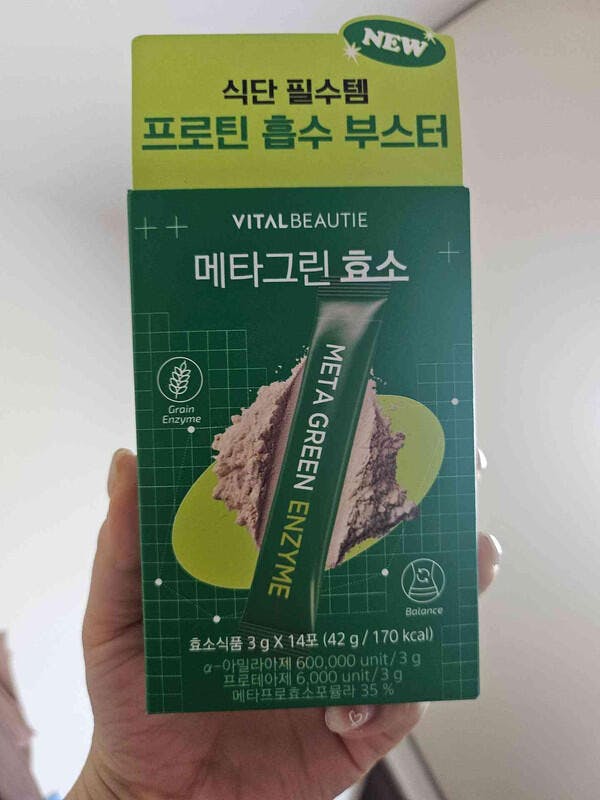 NEW
식단 필수템
프로틴 흡수 부스터
VITALBEAUTIE
메타그린 효소
Grain
Enzyme
META GREEN ENZYME
Balance
효소식품 3 g X 14포 (42 g / 170 kcal)
α-아밀라아제 600,000 unit/3 g
프로테아제 6,000 unit/3 g
메타프로효소포뮬라 35 %